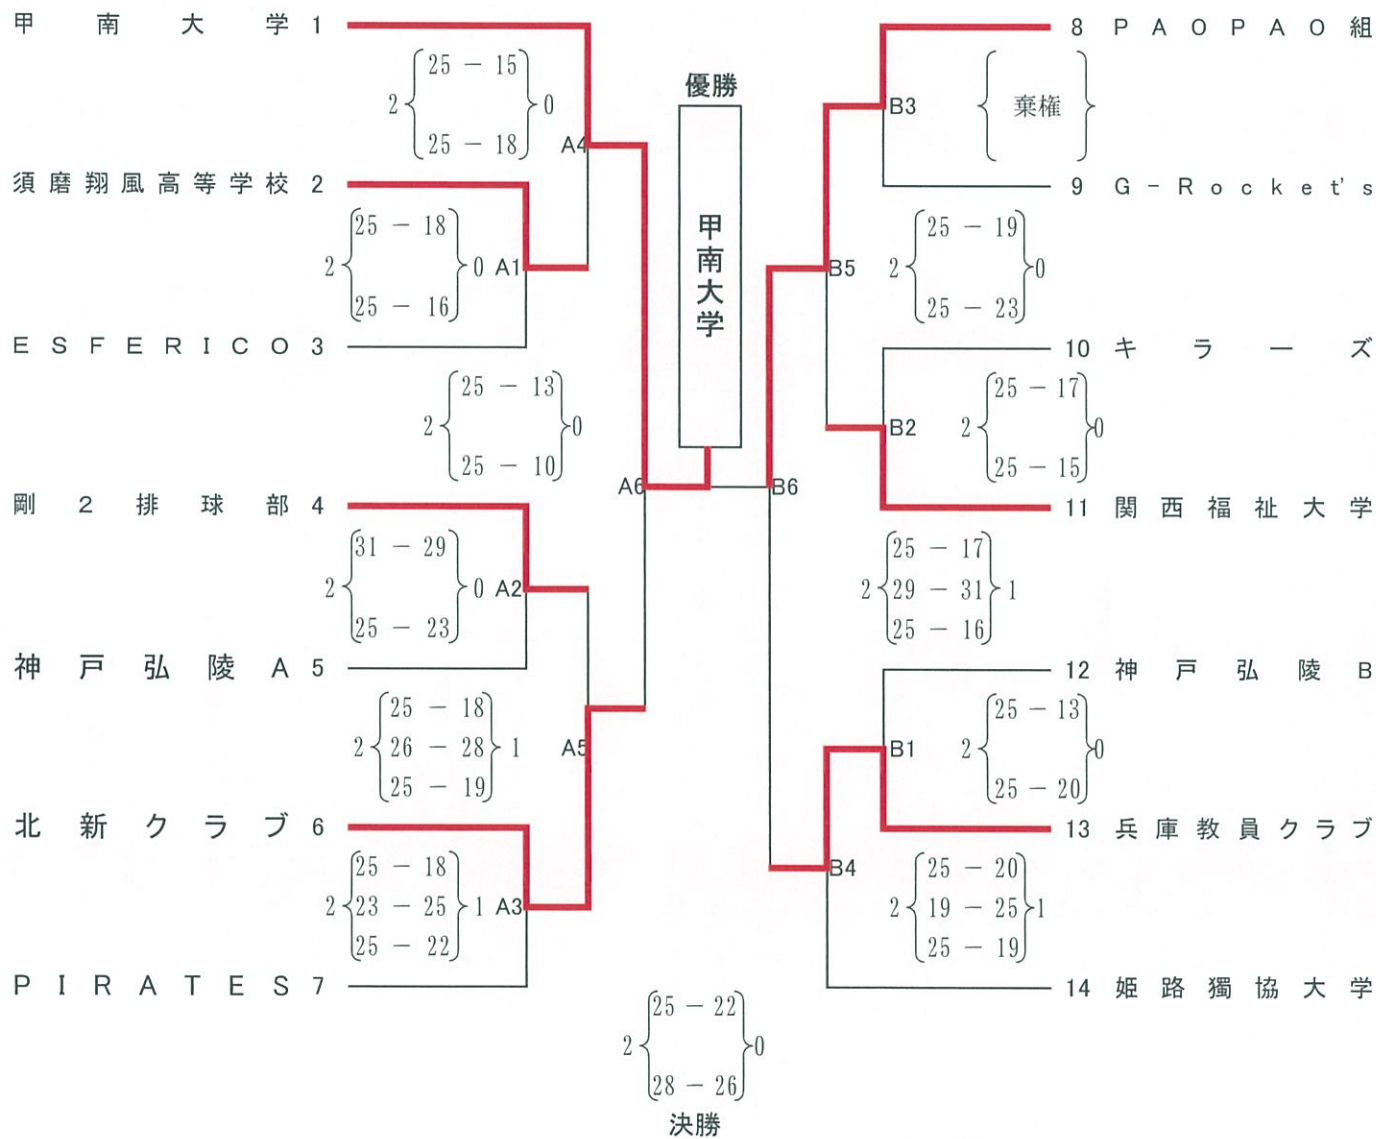 甲南大学 1
8 PAOPAO組
25 - 15
2 0
25 - 18
A4
優勝
甲南大学
B3
棄権
須磨翔風高等学校 2
9 G-Rocket's
25 - 18
2 0 A1
25 - 16
25 - 19
B5 2 0
25 - 23
ESFERICO 3
10 キラーズ
25 - 13
2 0
25 - 10
25 - 17
B2 2 0
25 - 15
A6
B6
剛2排球部 4
11 関西福祉大学
31 - 29
2 0 A2
25 - 23
25 - 17
2 29 - 31 1
25 - 16
神戸弘陵A 5
12 神戸弘陵B
25 - 18
2 26 - 28 1 A5
25 - 19
25 - 13
B1 2 0
25 - 20
北新クラブ 6
13 兵庫教員クラブ
25 - 18
2 23 - 25 1 A3
25 - 22
B4
25 - 20
2 19 - 25 1
25 - 19
PIRATES 7
14 姫路獨協大学
25 - 22
2 0
28 - 26
決勝